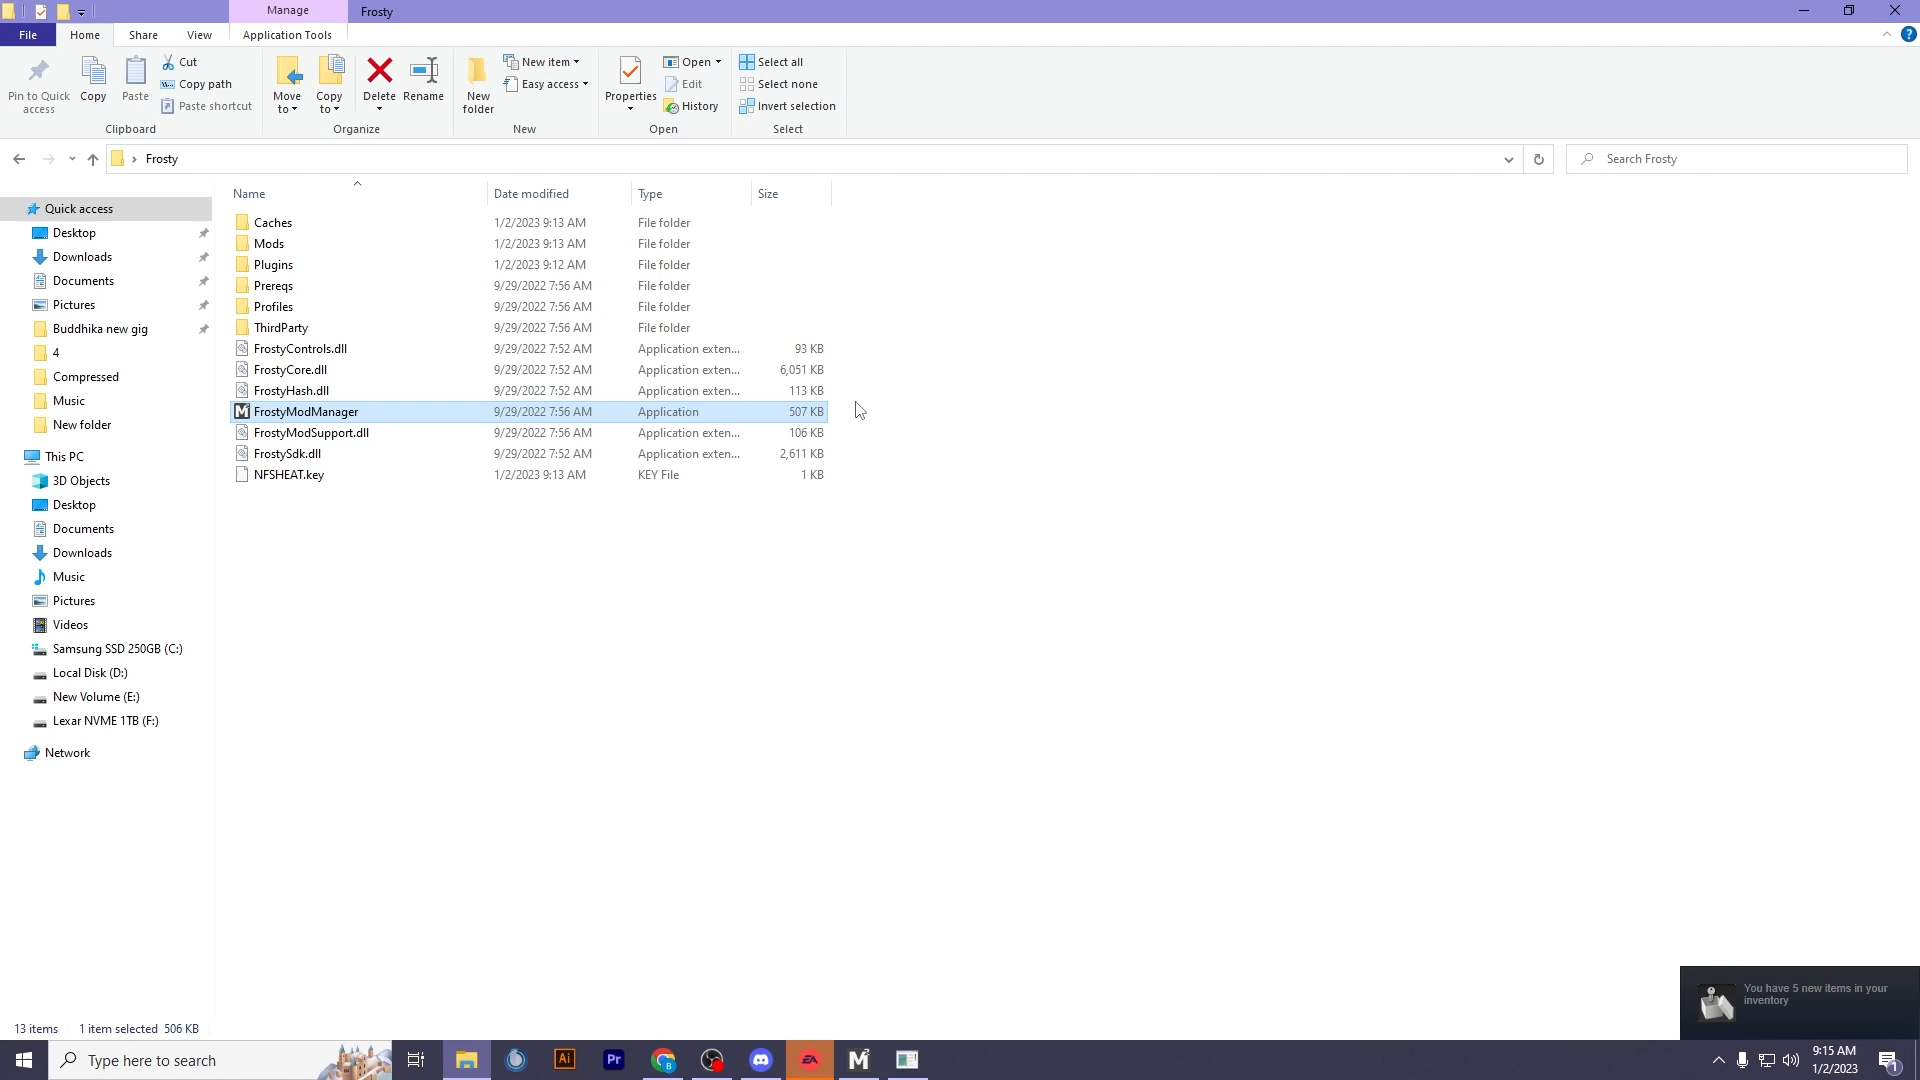 Manage
Frosty
File
Home
Share
View
Application Tools
Pin to Quick
access
Copy
Paste
Cut
Copy path
Paste shortcut
Clipboard
Move
to
Copy
to
Delete
Rename
Organize
New
folder
New item
Easy access
New
Properties
Open
Edit
History
Open
Select all
Select none
Invert selection
Select
Frosty
Search Frosty
Name
Date modified
Type
Size
Caches 1/2/2023 9:13 AM File folder
Mods 1/2/2023 9:13 AM File folder
Plugins 1/2/2023 9:12 AM File folder
Prereqs 9/29/2022 7:56 AM File folder
Profiles 9/29/2022 7:56 AM File folder
ThirdParty 9/29/2022 7:56 AM File folder
FrostyControls.dll 9/29/2022 7:52 AM Application exten... 93 KB
FrostyCore.dll 9/29/2022 7:52 AM Application exten... 6,051 KB
FrostyHash.dll 9/29/2022 7:52 AM Application exten... 113 KB
FrostyModManager 9/29/2022 7:56 AM Application 507 KB
FrostyModSupport.dll 9/29/2022 7:56 AM Application exten... 106 KB
FrostySdk.dll 9/29/2022 7:52 AM Application exten... 2,611 KB
NFSHEAT.key 1/2/2023 9:13 AM KEY File 1 KB
Quick access
Desktop
Downloads
Documents
Pictures
Buddhika new gig
4
Compressed
Music
New folder
This PC
3D Objects
Desktop
Documents
Downloads
Music
Pictures
Videos
Samsung SSD 250GB (C:)
Local Disk (D:)
New Volume (E:)
Lexar NVME 1TB (F:)
Network
You have 5 new items in your
inventory
13 items 1 item selected 506 KB
Type here to search
Ai
Pr
B
EA
M
9:15 AM
1/2/2023
1